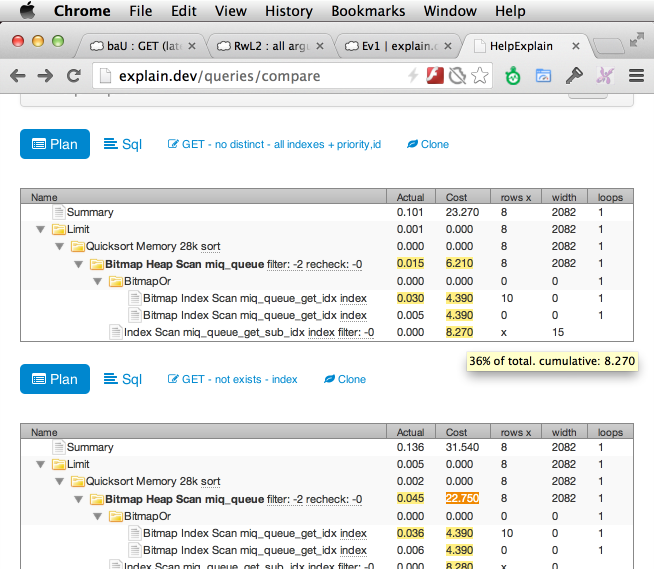 Chrome File Edit View History Bookmarks Window Help
baU : GET (lat
RwL2 : all arg
Ev1 | explain.
HelpExplain
explain.dev/queries/compare
Plan Sql GET - no distinct - all indexes + priority,id Clone
Name Actual Cost rows x width loops
Summary 0.101 23.270 8 2082 1
Limit 0.001 0.000 8 2082 1
Quicksort Memory 28k sort 0.000 0.000 8 2082 1
Bitmap Heap Scan miq_queue filter: -2 recheck: -0 0.015 6.210 8 2082 1
BitmapOr 0.000 0.000 0 0 1
Bitmap Index Scan miq_queue_get_idx index 0.030 4.390 10 0 1
Bitmap Index Scan miq_queue_get_idx index 0.005 4.390 0 0 1
Index Scan miq_queue_get_sub_idx index filter: -0 0.000 8.270 x 15
36% of total. cumulative: 8.270
Plan Sql GET - not exists - index Clone
Name Actual Cost rows x width loops
Summary 0.136 31.540 8 2082 1
Limit 0.005 0.000 8 2082 1
Quicksort Memory 28k sort 0.002 0.000 8 2082 1
Bitmap Heap Scan miq_queue filter: -2 recheck: -0 0.045 22.750 8 2082 1
BitmapOr 0.000 0.000 0 0 1
Bitmap Index Scan miq_queue_get_idx index 0.036 4.390 10 0 1
Bitmap Index Scan miq_queue_get_idx index 0.006 4.390 0 0 1
Index Scan miq_queue_get_sub_idx index filter: -0 0.000 8.280 x 0